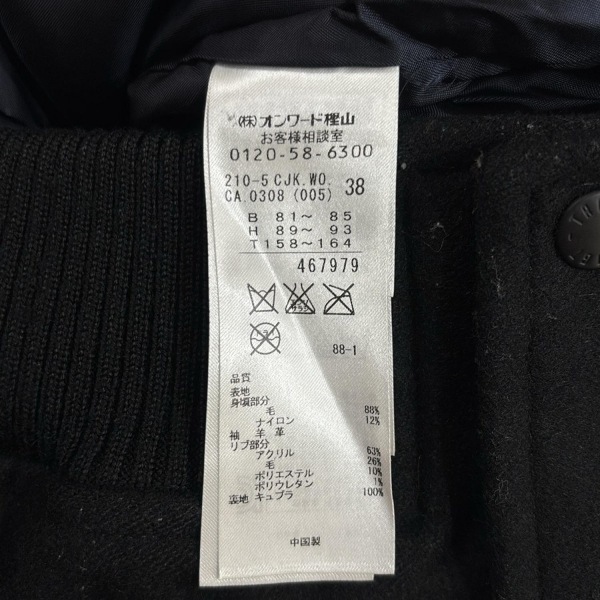 (株)オンワード樫山
お客様相談室
0120-58-6300
210-5 CJK.WO.
CA.0308 (005) 38
B 81〜 85
H 89〜 93
T 158〜164
467979
88-1
品質
表地
身頃部分
毛 88%
ナイロン 12%
袖 羊革
リブ部分
アクリル 63%
毛 26%
ポリエステル 10%
ポリウレタン 1%
裏地 キュプラ 100%
中国製